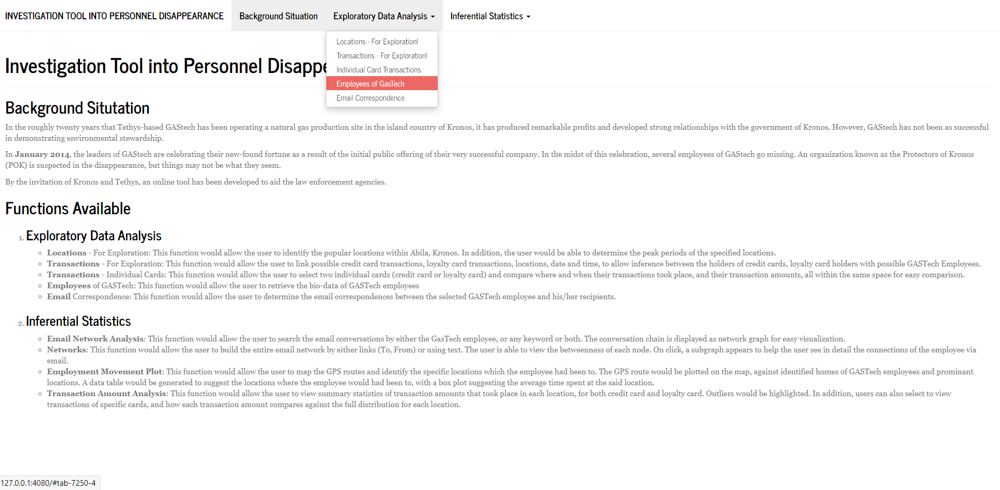 INVESTIGATION TOOL INTO PERSONNEL DISAPPEARANCE
Background Situation
Exploratory Data Analysis
Inferential Statistics
Locations - For Exploration!
Transactions - For Exploration!
Individual Card Transactions
Employees of GasTech
Email Correspondence
Investigation Tool into Personnel Disappe
Background Situtation
In the roughly twenty years that Tethys-based GAStech has been operating a natural gas production site in the island country of Kronos, it has produced remarkable profits and developed strong relationships with the government of Kronos. However, GAStech has not been as successful
in demonstrating environmental stewardship.
In January 2014, the leaders of GAStech are celebrating their new-found fortune as a result of the initial public offering of their very successful company. In the midst of this celebration, several employees of GAStech go missing. An organization known as the Protectors of Kronos
(POK) is suspected in the disappearance, but things may not be what they seem.
By the invitation of Kronos and Tethys, an online tool has been developed to aid the law enforcement agencies.
Functions Available
1. Exploratory Data Analysis
Locations - For Exploration: This function would allow the user to identify the popular locations within Abila, Kronos. In addition, the user would be able to determine the peak periods of the specified locations.
Transactions - For Exploration: This function would allow the user to link possible credit card transactions, loyalty card transactions, locations, date and time, to allow inference between the holders of credit cards, loyalty card holders with possible GASTech Employees.
Transactions - Individual Cards: This function would allow the user to select two individual cards (credit card or loyalty card) and compare where and when their transactions took place, and their transaction amounts, all within the same space for easy comparison.
Employees of GASTech: This function would allow the user to retrieve the bio-data of GASTech employees
Email Correspondence: This function would allow the user to determine the email correspondences between the selected GASTech employee and his/her recipients.
2. Inferential Statistics
Email Network Analysis: This function would allow the user to search the email conversations by either the GasTech employee, or any keyword or both. The conversation chain is displayed as network graph for easy visualization.
Networks: This function would allow the user to build the entire email network by either links (To, From) or using text. The user is able to view the betweenness of each node. On click, a subgraph appears to help the user see in detail the connections of the employee via
email.
Employment Movement Plot: This function would allow the user to map the GPS routes and identify the specific locations which the employee had been to. The GPS route would be plotted on the map, against identified homes of GASTech employees and prominant
locations. A data table would be generated to suggest the locations where the employee would had been to, with a box plot suggesting the average time spent at the said location.
Transaction Amount Analysis: This function would allow the user to view summary statistics of transaction amounts that took place in each location, for both credit card and loyalty card. Outliers would be highlighted. In addition, users can also select to view
transactions of specific cards, and how each transaction amount compares against the full distribution for each location.
127.0.0.1:4080/#tab-7250-4